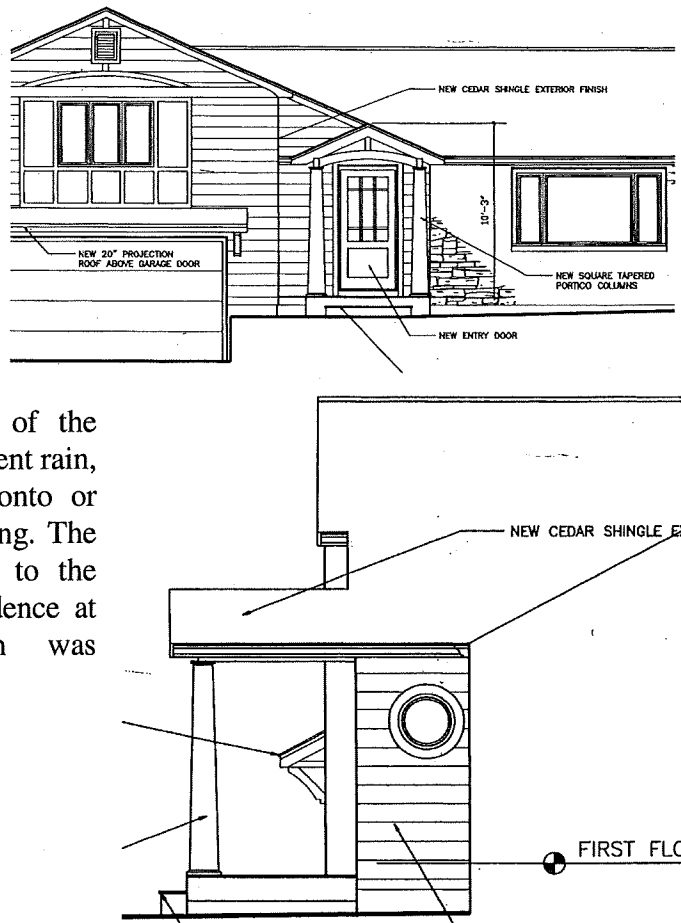 NEW CEDAR SHINGLE EXTERIOR FINISH
10'-3"
NEW 20" PROJECTION
ROOF ABOVE GARAGE DOOR
NEW SQUARE TAPERED
PORTICO COLUMNS
NEW ENTRY DOOR
of the
ent rain,
onto or
ng. The
to the
lence at
n was
NEW CEDAR SHINGLE E
FIRST FLO